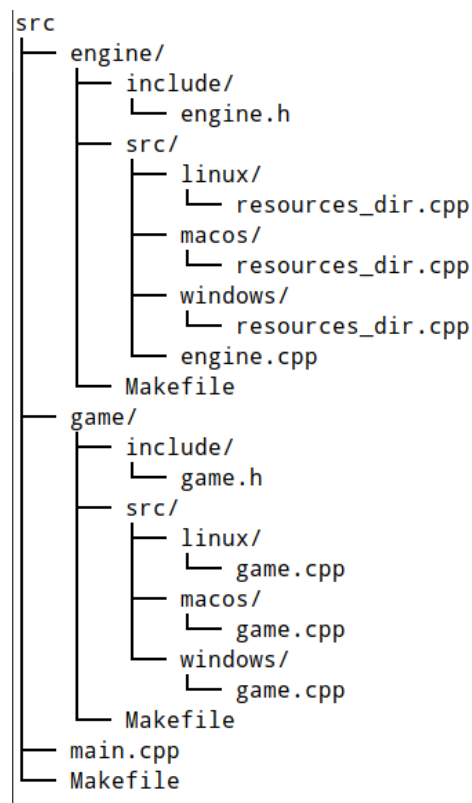 src
engine/
include/
engine.h
src/
linux/
resources_dir.cpp
macos/
resources_dir.cpp
windows/
resources_dir.cpp
engine.cpp
Makefile
game/
include/
game.h
src/
linux/
game.cpp
macos/
game.cpp
windows/
game.cpp
Makefile
main.cpp
Makefile